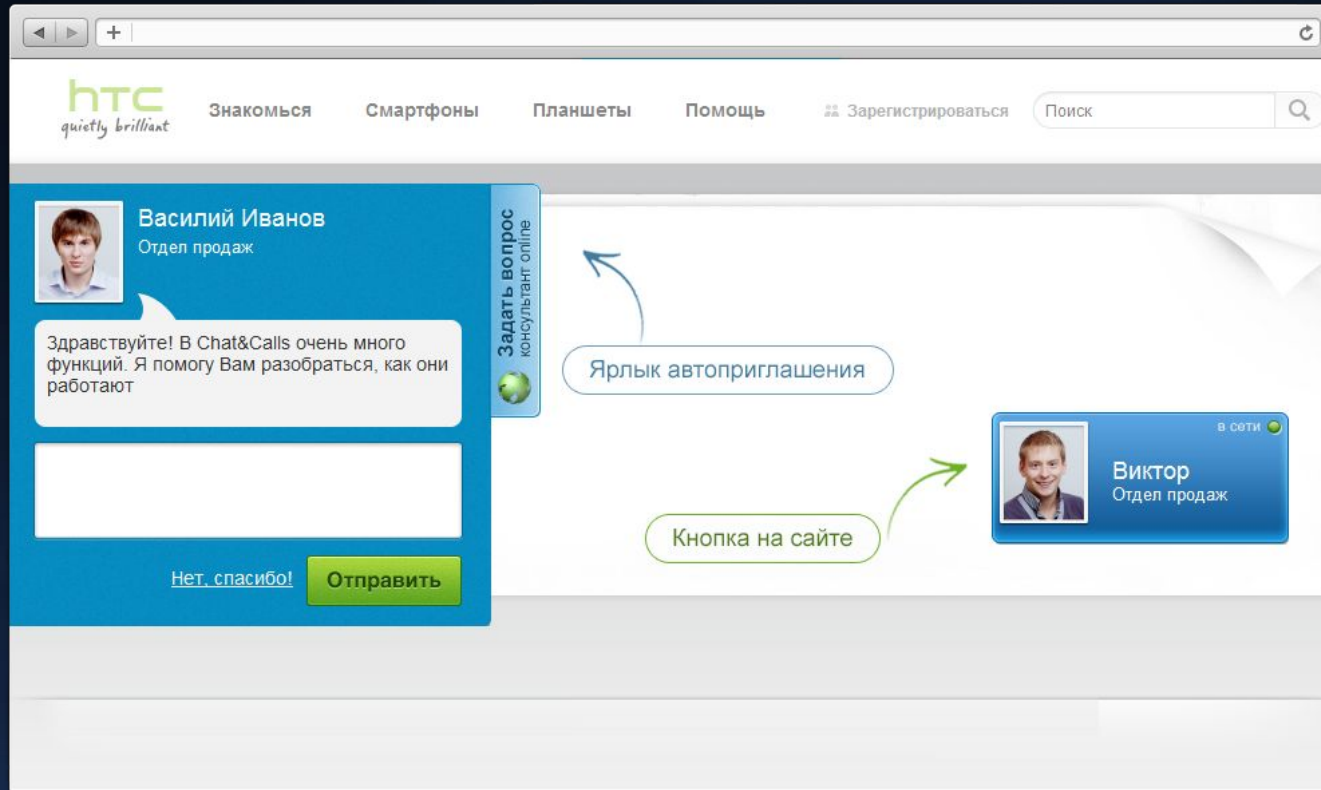 htc
quietly brilliant
Знакомься
Смартфоны
Планшеты
Помощь
Зарегистрироваться
Поиск
Василий Иванов
Отдел продаж
Здравствуйте! В Chat&Calls очень много
функций. Я помогу Вам разобраться, как они
работают
Нет, спасибо!
Отправить
Задать вопрос
консультант online
Ярлык автоприглашения
в сети
Виктор
Отдел продаж
Кнопка на сайте